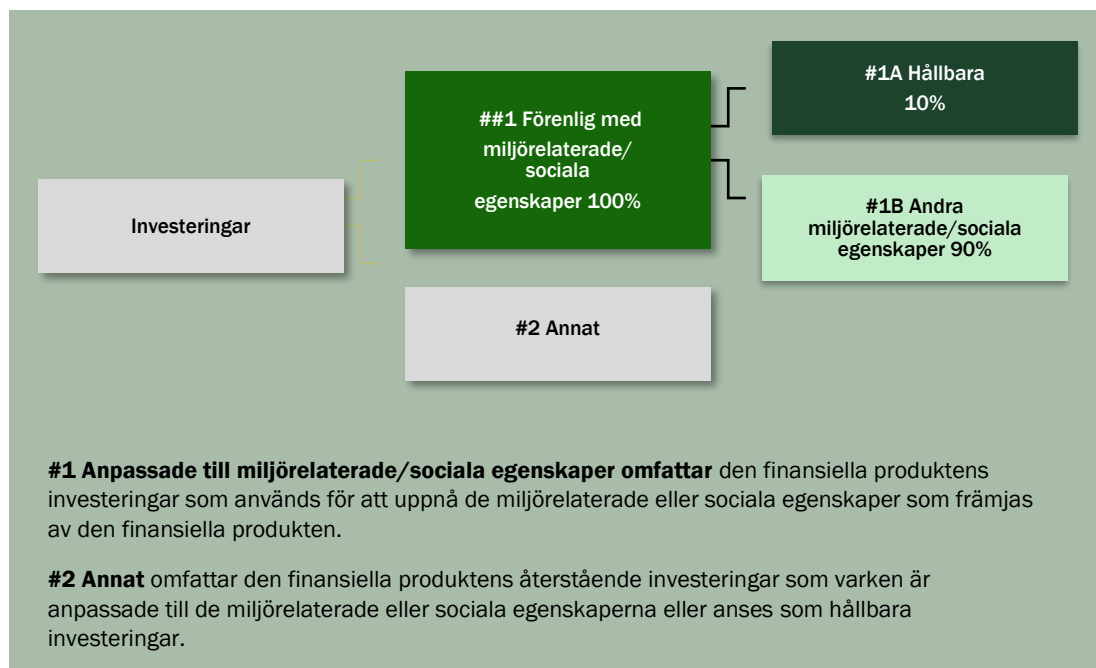 #1A Hållbara
10%
##1 Förenlig med
miljörelaterade/
sociala
egenskaper 100%
Investeringar
#1B Andra
miljörelaterade/sociala
egenskaper 90%
#2 Annat
#1 Anpassade till miljörelaterade/sociala egenskaper omfattar den finansiella produktens
investeringar som används för att uppnå de miljörelaterade eller sociala egenskaper som främjas
av den finansiella produkten.
#2 Annat omfattar den finansiella produktens återstående investeringar som varken är
anpassade till de miljörelaterade eller sociala egenskaperna eller anses som hållbara
investeringar.